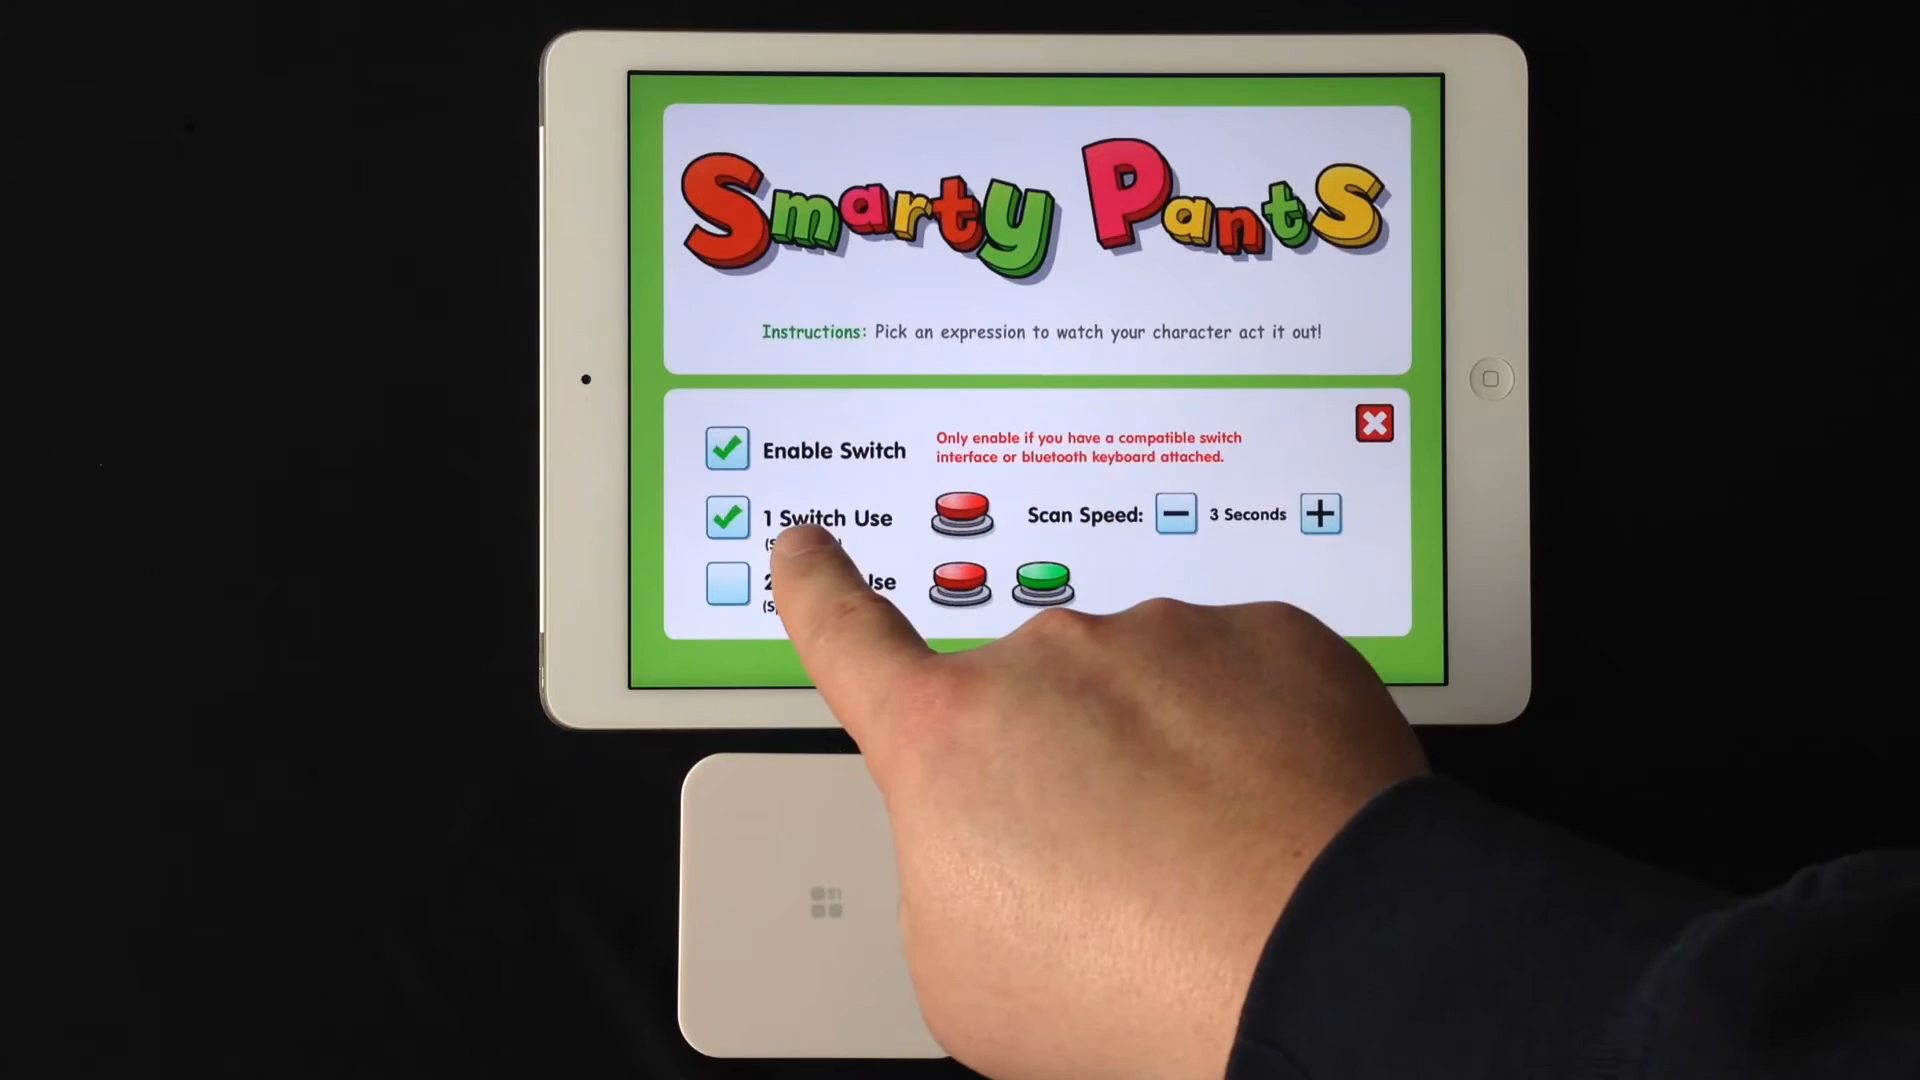 Smarty Pants
Instructions: Pick an expression to watch your character act it out!
Enable Switch
Only enable if you have a compatible switch
interface or bluetooth keyboard attached.
1 Switch Use
Scan Speed: 3 Seconds
2 Use